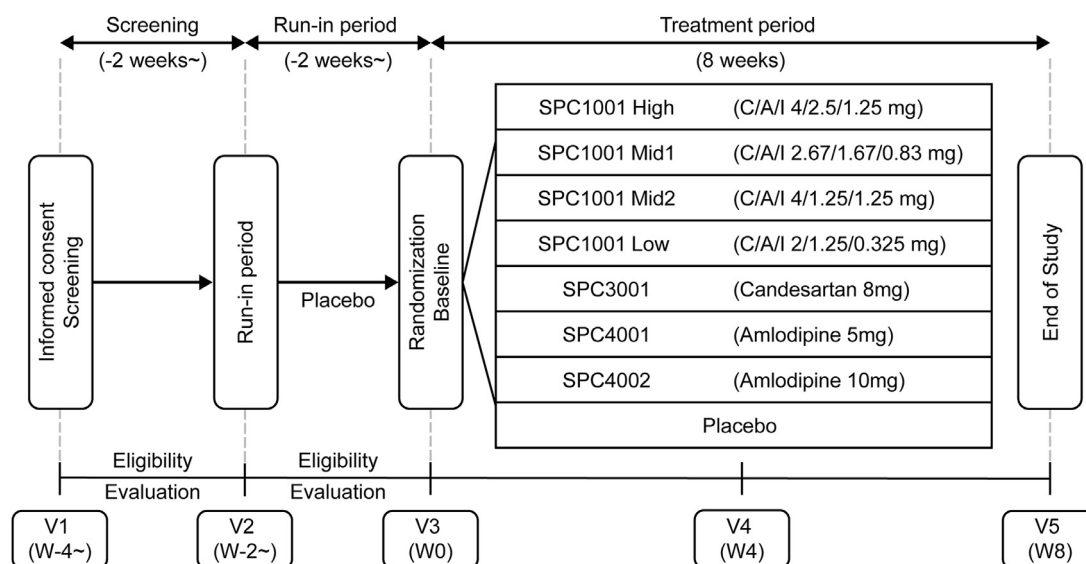 Screening
(-2 weeks~)
Run-in period
(-2 weeks~)
Treatment period
(8 weeks)
Informed consent
Screening
Run-in period
Placebo
Randomization
Baseline
SPC1001 High (C/A/I 4/2.5/1.25 mg)
SPC1001 Mid1 (C/A/I 2.67/1.67/0.83 mg)
SPC1001 Mid2 (C/A/I 4/1.25/1.25 mg)
SPC1001 Low (C/A/I 2/1.25/0.325 mg)
SPC3001 (Candesartan 8mg)
SPC4001 (Amlodipine 5mg)
SPC4002 (Amlodipine 10mg)
Placebo
End of Study
Eligibility
Evaluation
Eligibility
Evaluation
V1
(W-4~)
V2
(W-2~)
V3
(W0)
V4
(W4)
V5
(W8)